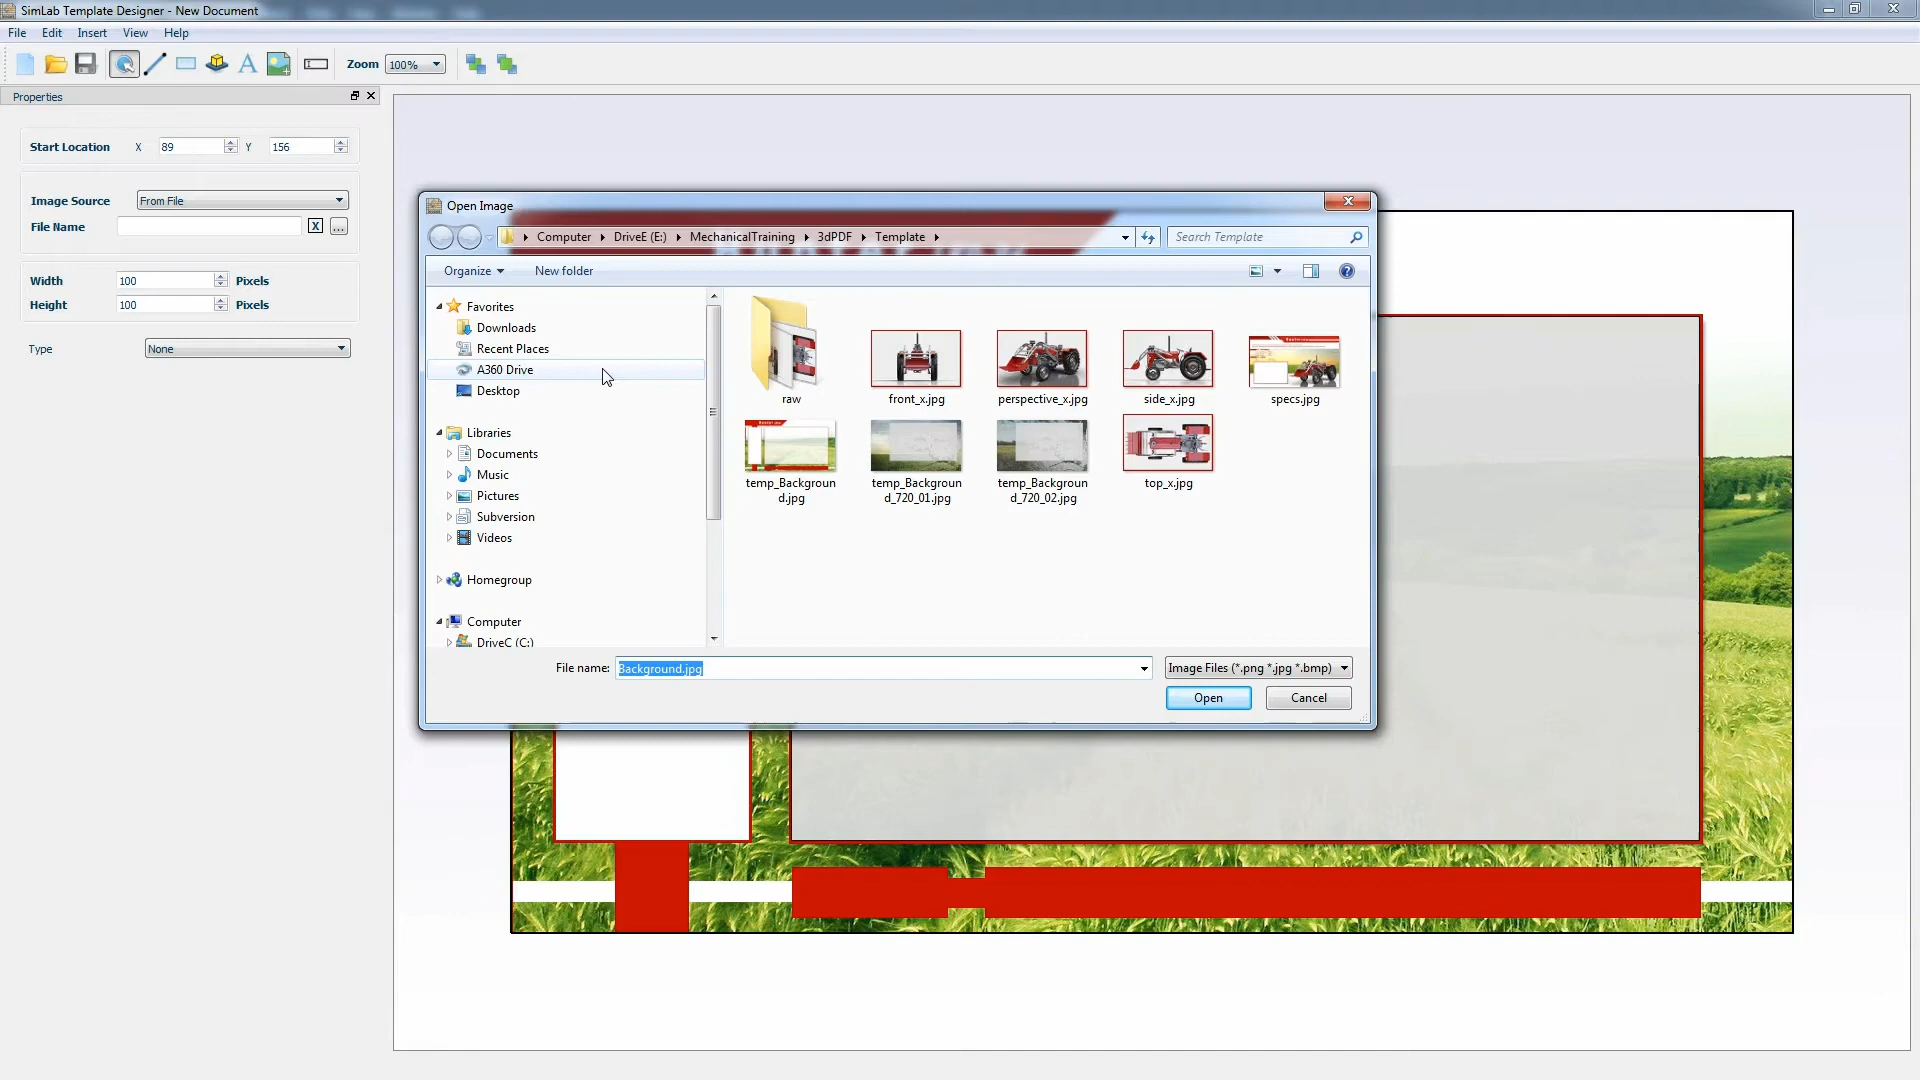 SimLab Template Designer - New Document
File Edit Insert View Help
Zoom 100%
Properties
Start Location X 89 Y 156
Image Source From File
File Name X ...
Width 100 Pixels
Height 100 Pixels
Type None
Open Image
Computer DriveE (E:) MechanicalTraining 3dPDF Template
Search Template
Organize New folder
Favorites
Downloads
Recent Places
A360 Drive
Desktop
Libraries
Documents
Music
Pictures
Subversion
Videos
Homegroup
Computer
DriveC (C:)
raw front_x.jpg perspective_x.jpg side_x.jpg specs.jpg
temp_Backgroun
d.jpg
temp_Backgroun
d_720_01.jpg
temp_Backgroun
d_720_02.jpg
top_x.jpg
File name: Background.jpg
Image Files (*.png *.jpg *.bmp)
Open Cancel